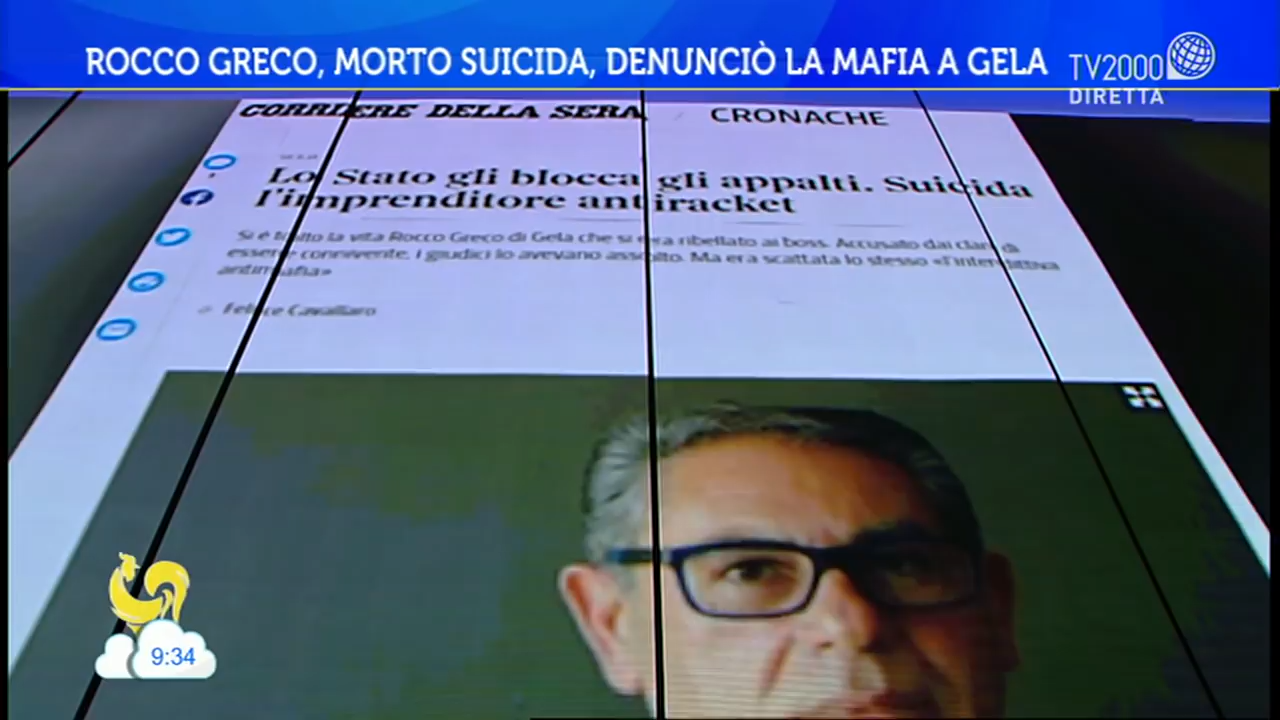 ROCCO GRECO, MORTO SUICIDA, DENUNCIÒ LA MAFIA A GELA
TV2000
DIRETTA
CORRIERE DELLA SERA
CRONACHE
Lo Stato gli blocca gli appalti. Suicida
l'imprenditore antiracket
Si è tolto la vita Rocco Greco di Gela che si era ribellato ai boss. Accusato dai clan di
essere connivente, i giudici lo avevano assolto. Ma era scattata lo stesso «l'interdittiva
antimafia»
Felice Cavallaro
9:34